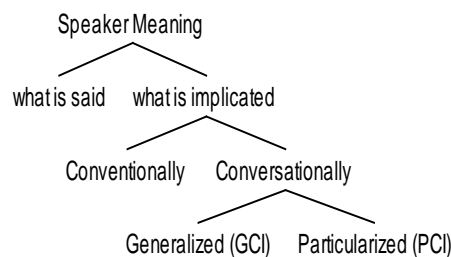 Speaker Meaning
what is said what is implicated
Conventionally Conversationally
Generalized (GCI) Particularized (PCI)